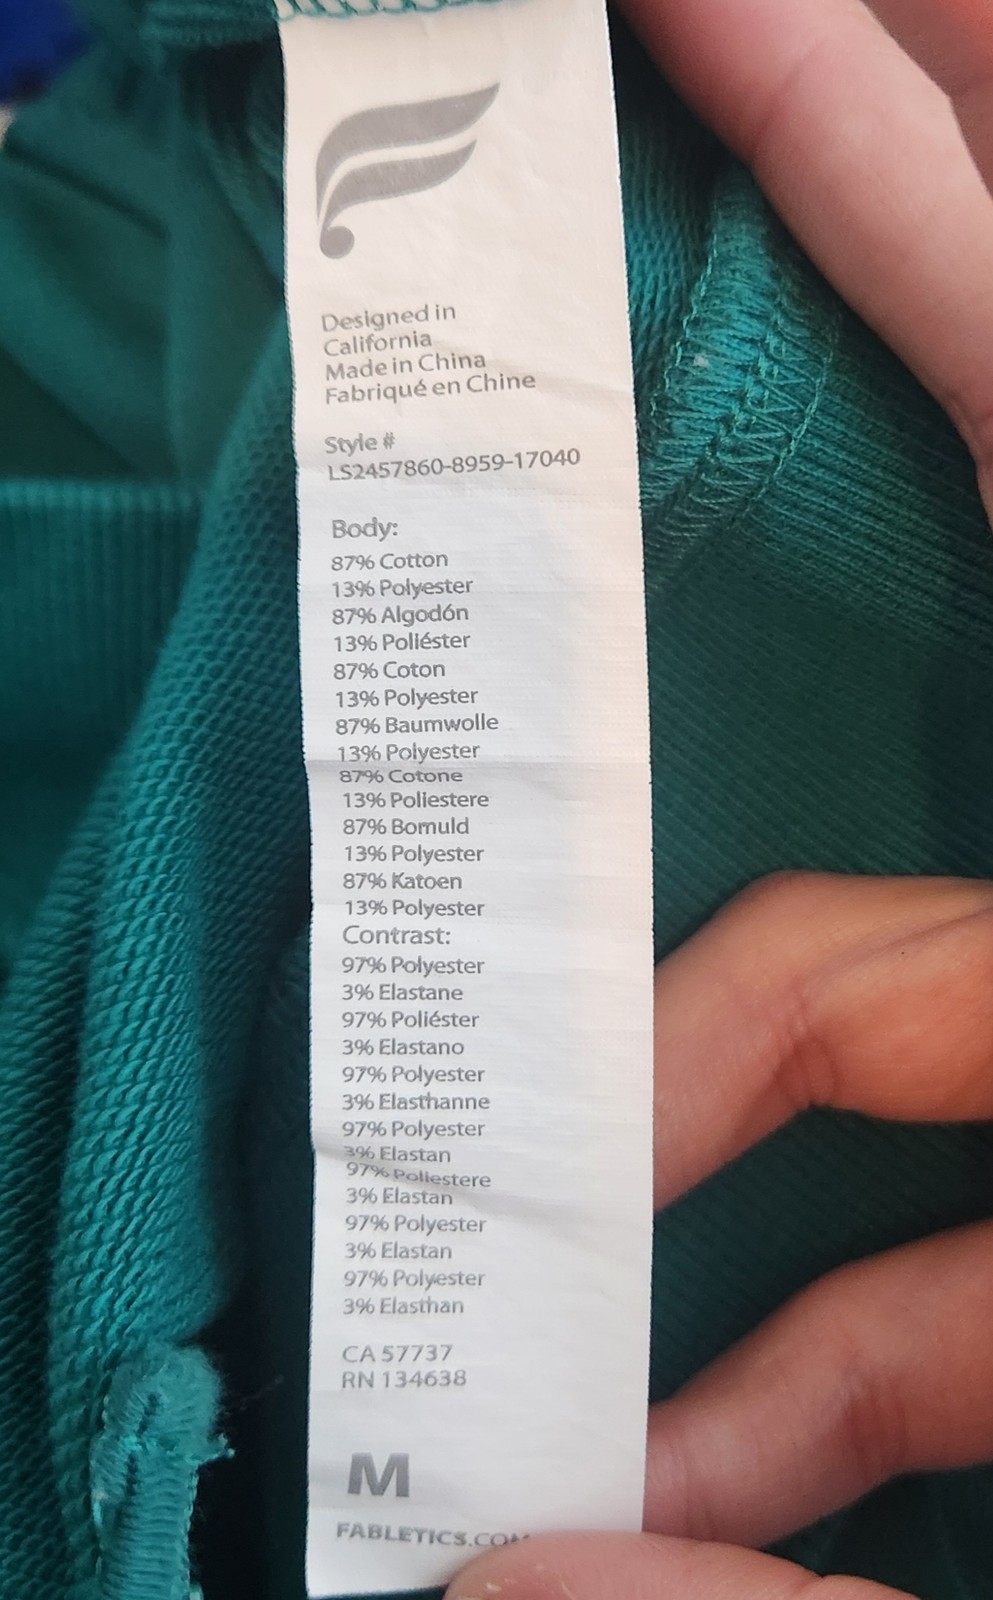 Designed in
California
Made in China
Fabriqué en Chine
Style #
LS2457860-8959-17040
Body:
87% Cotton
13% Polyester
87% Algodón
13% Poliéster
87% Coton
13% Polyester
87% Baumwolle
13% Polyester
87% Cotone
13% Poliestere
87% Bomuld
13% Polyester
87% Katoen
13% Polyester
Contrast:
97% Polyester
3% Elastane
97% Poliéster
3% Elastano
97% Polyester
3% Elasthanne
97% Polyester
3% Elastan
97% Poliestere
3% Elastan
97% Polyester
3% Elastan
97% Polyester
3% Elasthan
CA 57737
RN 134638
M
FABLETICS.COM